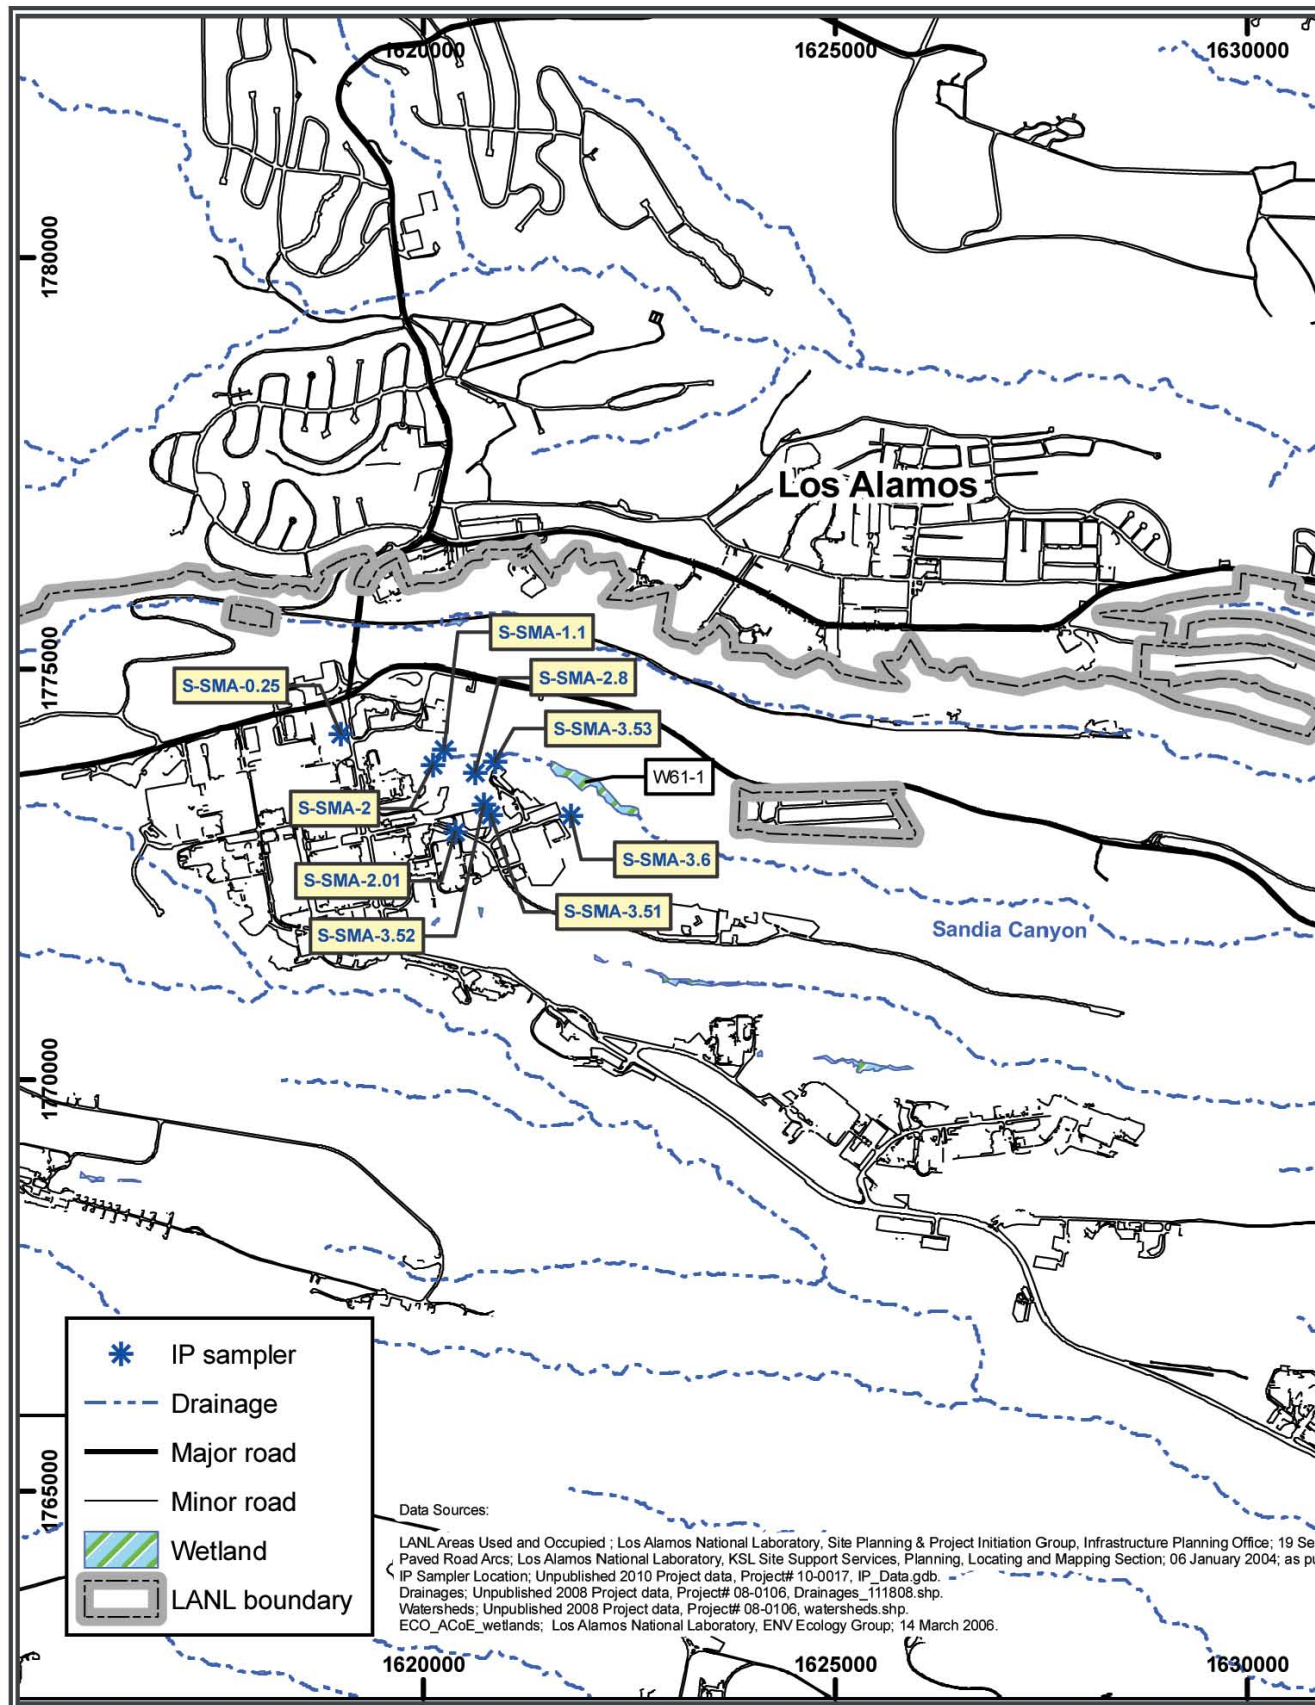 1620000
1625000
1630000
1780000
Los Alamos
1775000
S-SMA-1.1
S-SMA-0.25
S-SMA-2.8
S-SMA-3.53
W61-1
S-SMA-2
S-SMA-3.6
S-SMA-2.01
S-SMA-3.51
S-SMA-3.52
Sandia Canyon
1770000
1765000
IP sampler
Drainage
Major road
Minor road
Wetland
LANL boundary
Data Sources:
LANL Areas Used and Occupied ; Los Alamos National Laboratory, Site Planning & Project Initiation Group, Infrastructure Planning Office; 19 Se
Paved Road Arcs; Los Alamos National Laboratory, KSL Site Support Services, Planning, Locating and Mapping Section; 06 January 2004; as pu
IP Sampler Location; Unpublished 2010 Project data, Project# 10-0017, IP_Data.gdb.
Drainages; Unpublished 2008 Project data, Project# 08-0106, Drainages_111808.shp.
Watersheds; Unpublished 2008 Project data, Project# 08-0106, watersheds.shp.
ECO_ACoE_wetlands; Los Alamos National Laboratory, ENV Ecology Group; 14 March 2006.
1620000
1625000
1630000